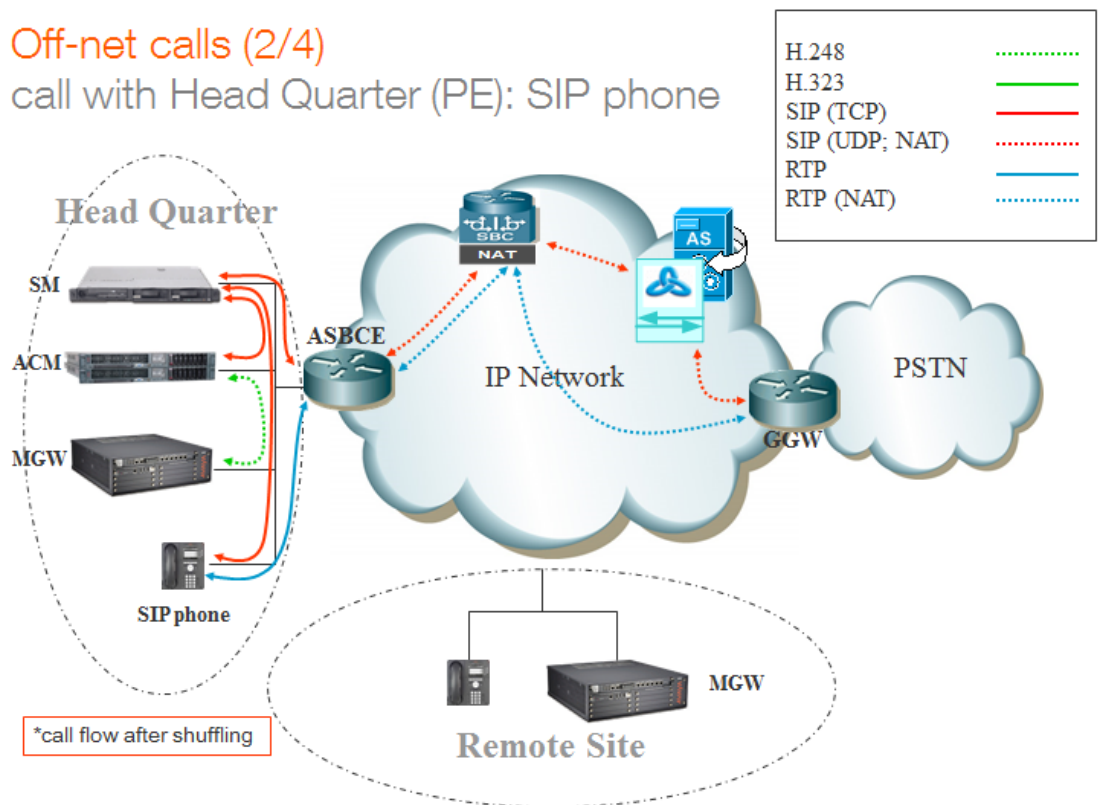 Off-net calls (2/4)
call with Head Quarter (PE): SIP phone
H.248
H.323
SIP (TCP)
SIP (UDP; NAT)
RTP
RTP (NAT)
Head Quarter
SM
ACM
MGW
SIP phone
ASBCE
SBC
NAT
AS
IP Network
GGW
PSTN
MGW
Remote Site
*call flow after shuffling